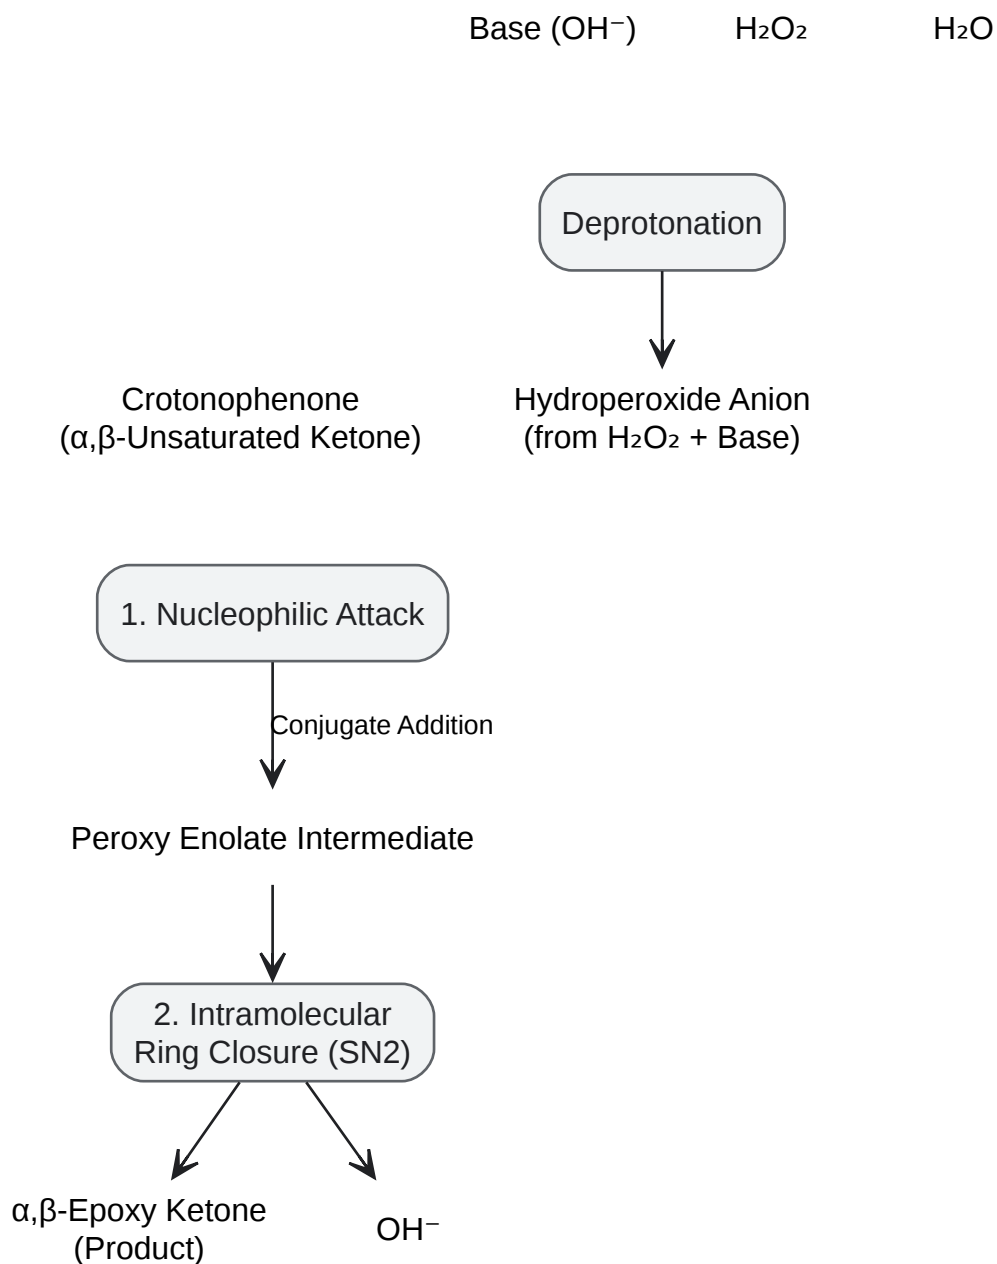 Base (OH⁻)
H₂O₂
H₂O
Deprotonation
Crotonophenone
(α,β-Unsaturated Ketone)
Hydroperoxide Anion
(from H₂O₂ + Base)
1. Nucleophilic Attack
Conjugate Addition
Peroxy Enolate Intermediate
2. Intramolecular
Ring Closure (SN2)
α,β-Epoxy Ketone
(Product)
OH⁻